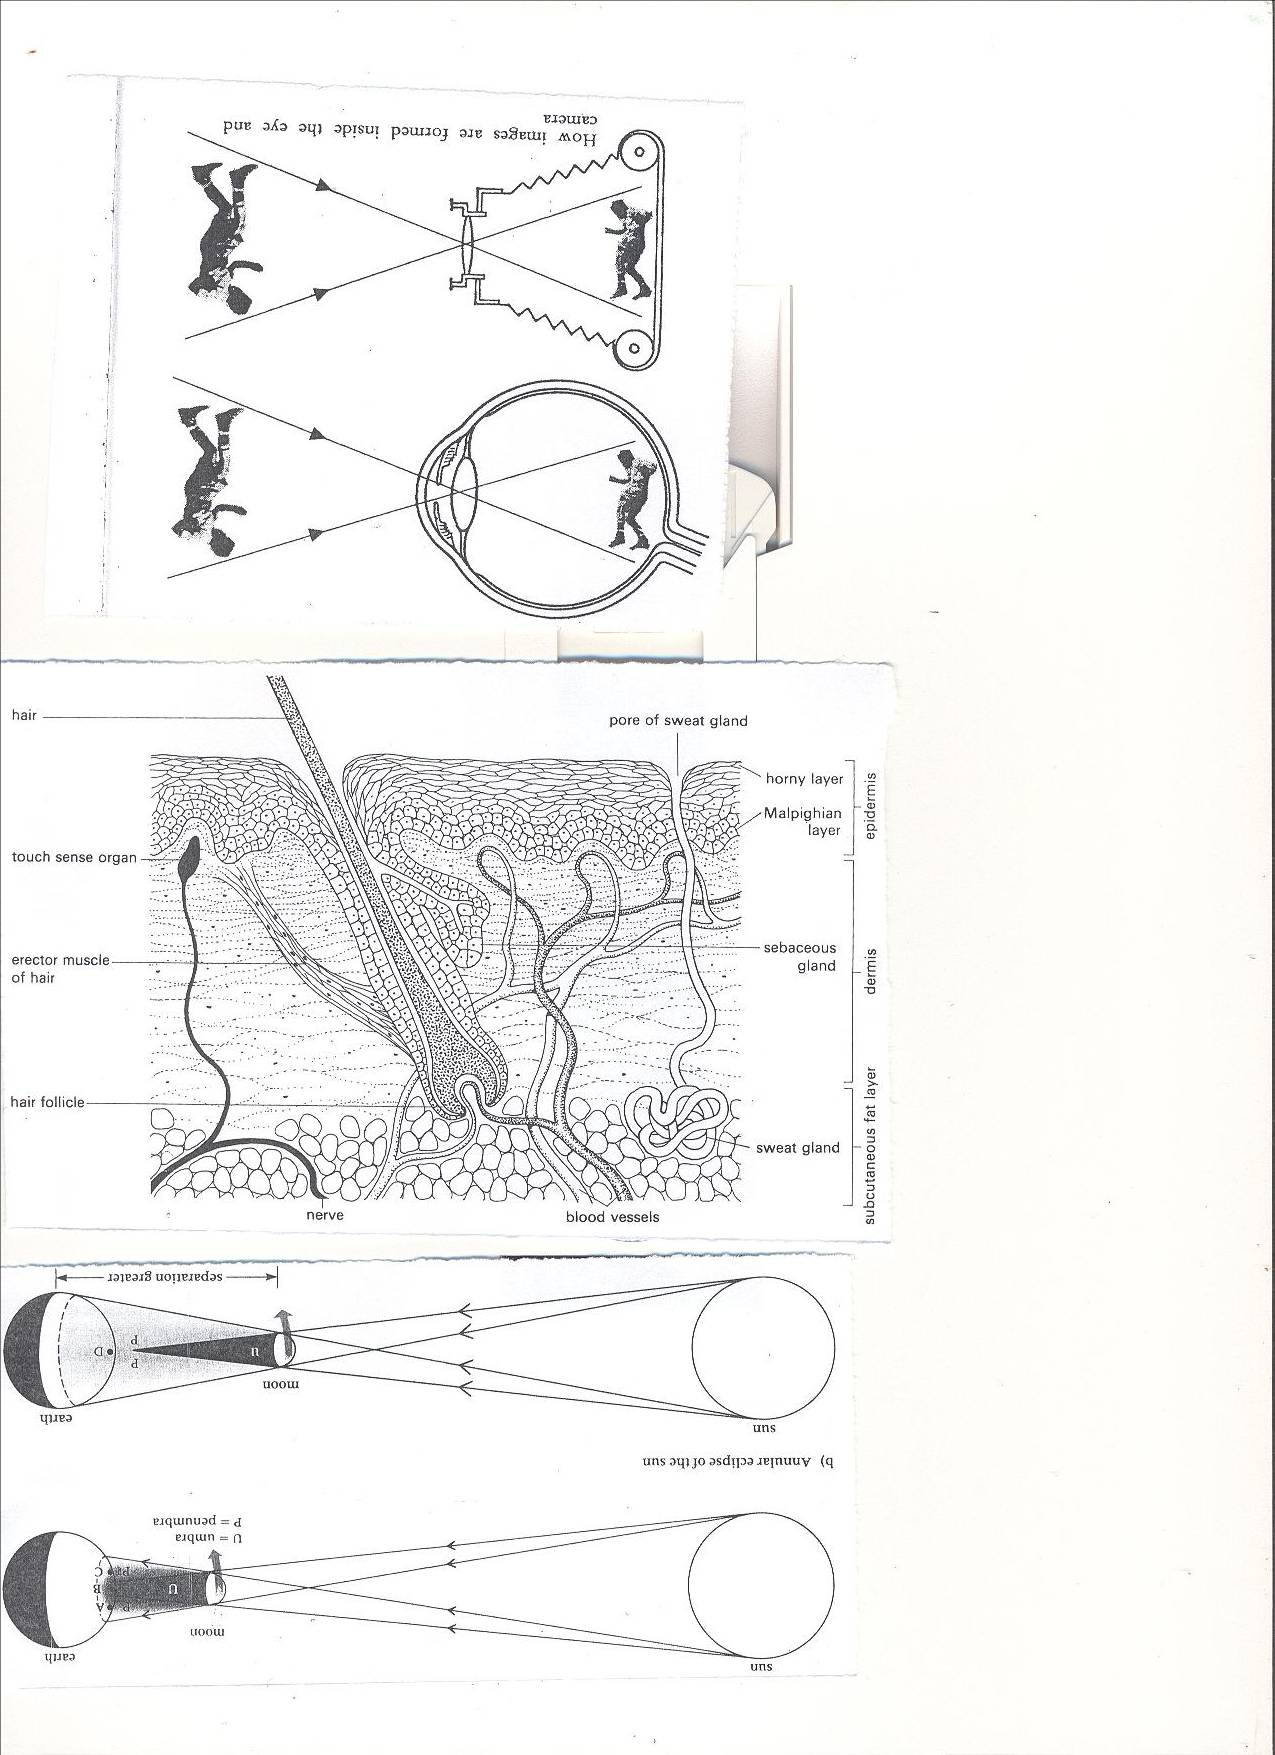 How images are formed inside the eye and
camera
hair
pore of sweat gland
horny layer
Malpighian
layer
epidermis
touch sense organ
sebaceous
gland
dermis
erector muscle
of hair
hair follicle
sweat gland
subcutaneous fat layer
nerve
blood vessels
separation greater
P
P
D
U
moon
earth
sun
b) Annular eclipse of the sun
P = penumbra
U = umbra
C
P
B
U
A
P
moon
earth
sun